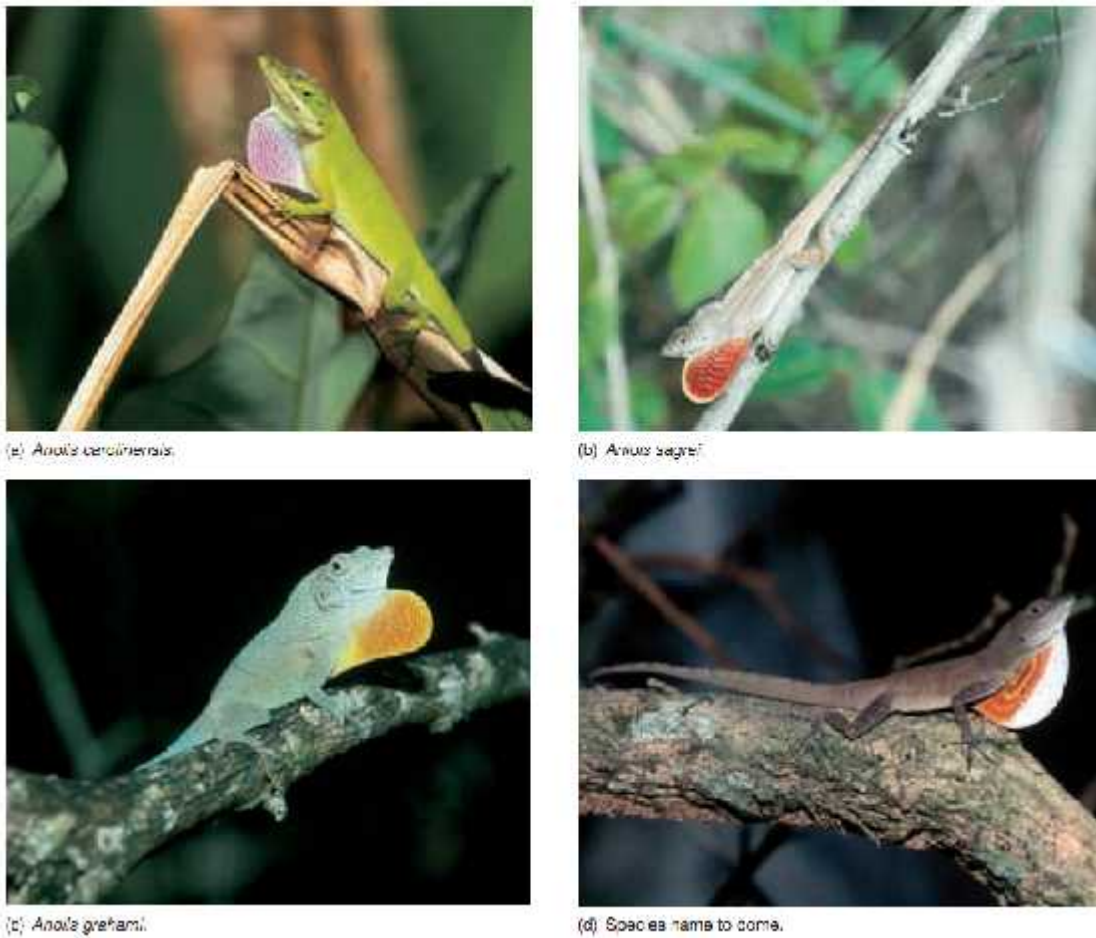 (a) Anolis carolinensis.
(b) Anolis sagrei.
(c) Anolis grahami.
(d) Species name to come.